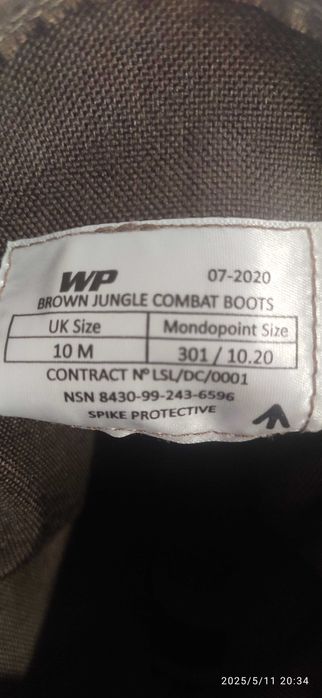 WP 07-2020
BROWN JUNGLE COMBAT BOOTS
UK Size Mondopoint Size
10 M 301 / 10.20
CONTRACT Nº LSL/DC/0001
NSN 8430-99-243-6596
SPIKE PROTECTIVE
2025/5/11 20:34